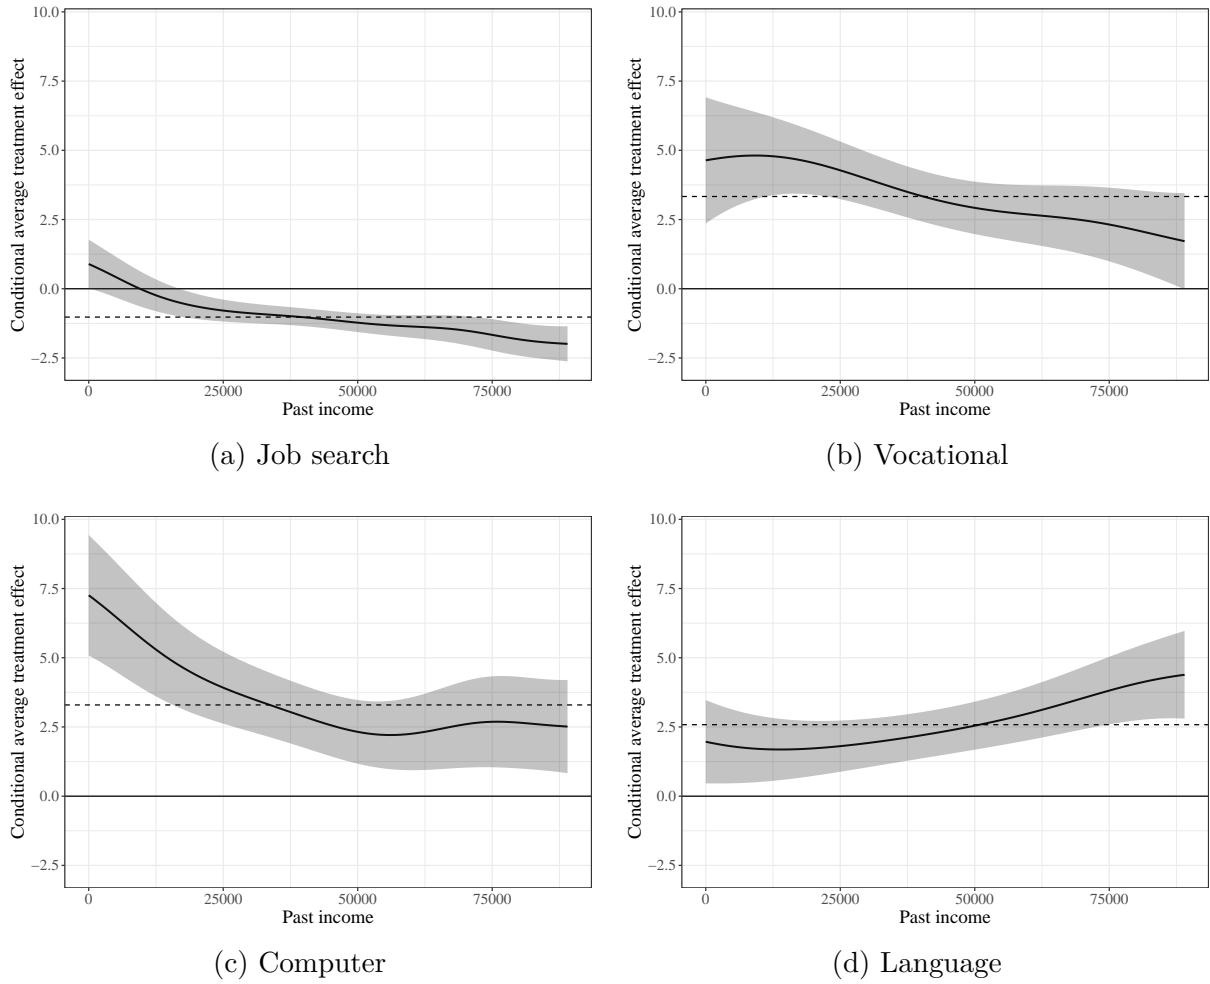 Conditional average treatment effect
10.0
7.5
5.0
2.5
0.0
−2.5
0 25000 50000 75000
Past income
(a) Job search
Conditional average treatment effect
10.0
7.5
5.0
2.5
0.0
−2.5
0 25000 50000 75000
Past income
(b) Vocational
Conditional average treatment effect
10.0
7.5
5.0
2.5
0.0
−2.5
0 25000 50000 75000
Past income
(c) Computer
Conditional average treatment effect
10.0
7.5
5.0
2.5
0.0
−2.5
0 25000 50000 75000
Past income
(d) Language